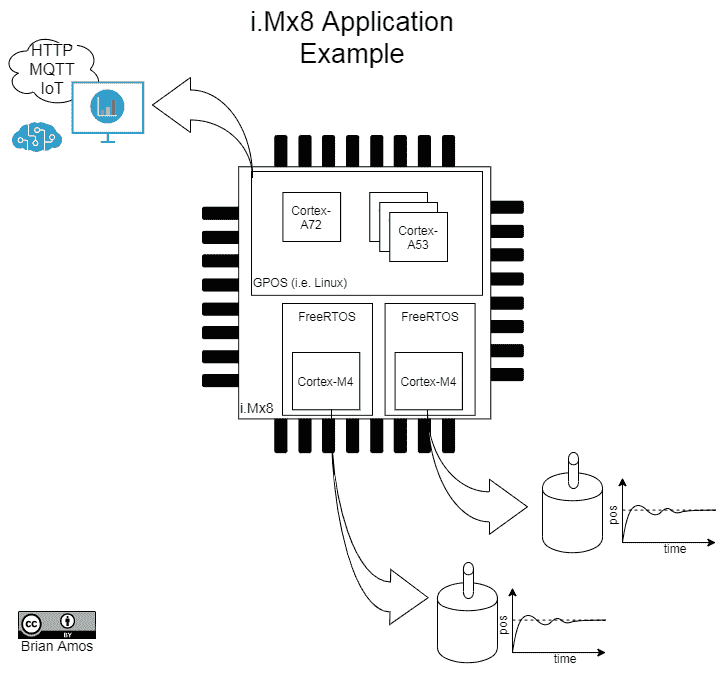 i.Mx8 Application
Example
HTTP
MQTT
IoT
Cortex-
A72
Cortex-
A53
GPOS (i.e. Linux)
FreeRTOS
FreeRTOS
Cortex-M4
Cortex-M4
i.Mx8
pos
time
pos
time
CC
BY
Brian Amos